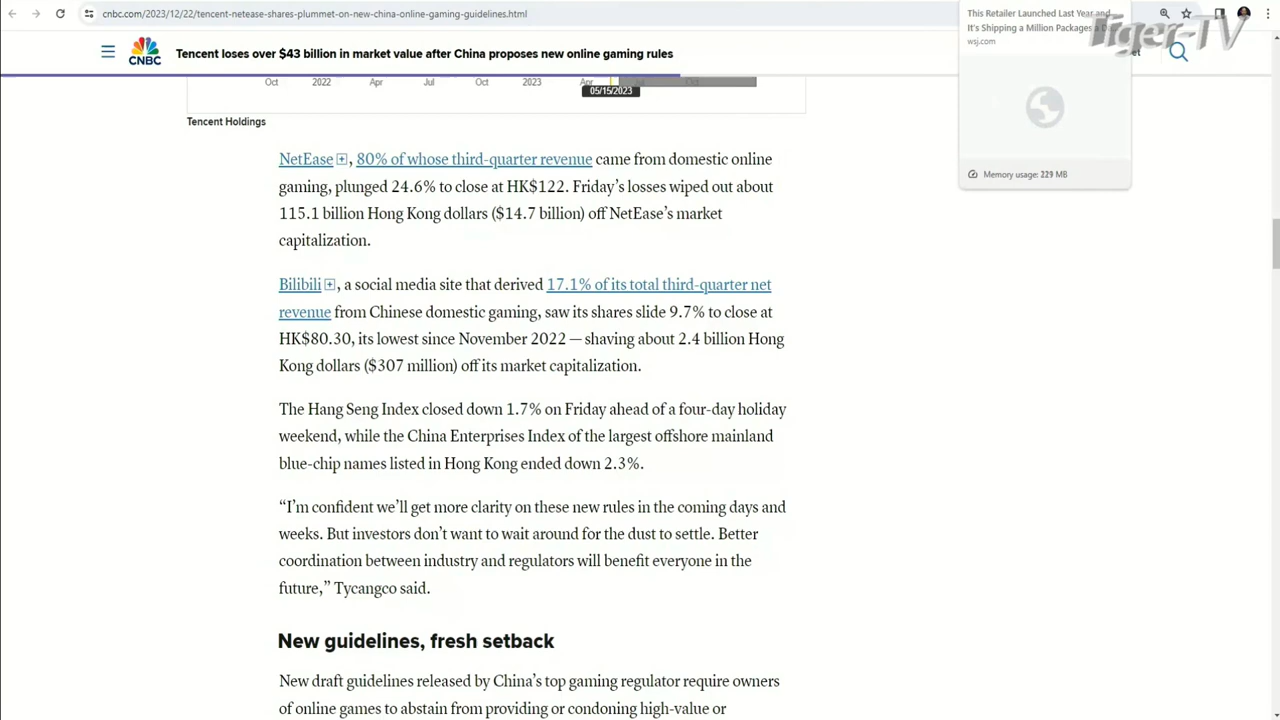 cnbc.com/2023/12/22/tencent-netease-shares-plummet-on-new-china-online-gaming-guidelines.html
This Retailer Launched Last Year and
It's Shipping a Million Packages a
wsj.com
Tiger-TV
CNBC
Tencent loses over $43 billion in market value after China proposes new online gaming rules
Oct 2022 Apr Jul Oct 2023 Apr Jul Oct
05/15/2023
Tencent Holdings
Memory usage: 229 MB
NetEase, 80% of whose third-quarter revenue came from domestic online
gaming, plunged 24.6% to close at HK$122. Friday’s losses wiped out about
115.1 billion Hong Kong dollars ($14.7 billion) off NetEase’s market
capitalization.
Bilibili, a social media site that derived 17.1% of its total third-quarter net
revenue from Chinese domestic gaming, saw its shares slide 9.7% to close at
HK$80.30, its lowest since November 2022 — shaving about 2.4 billion Hong
Kong dollars ($307 million) off its market capitalization.
The Hang Seng Index closed down 1.7% on Friday ahead of a four-day holiday
weekend, while the China Enterprises Index of the largest offshore mainland
blue-chip names listed in Hong Kong ended down 2.3%.
“I’m confident we’ll get more clarity on these new rules in the coming days and
weeks. But investors don’t want to wait around for the dust to settle. Better
coordination between industry and regulators will benefit everyone in the
future,” Tycangco said.
New guidelines, fresh setback
New draft guidelines released by China’s top gaming regulator require owners
of online games to abstain from providing or condoning high-value or